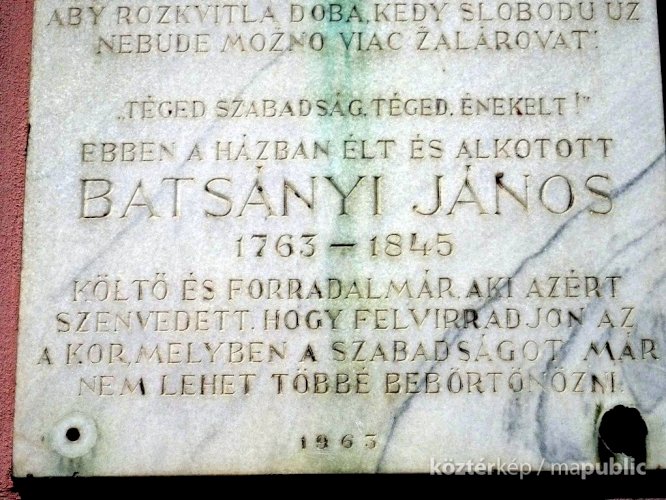 ABY ROZKVITLA DOBA, KEDY SLOBODU UŽ
NEBUDE MOŽNO VIAC ŽALÁROVAŤ.
„TÉGED SZABADSÁG, TÉGED, ÉNEKELT!"
EBBEN A HÁZBAN ÉLT ÉS ALKOTOTT
BATSÁNYI JÁNOS
1763 – 1845
KÖLTŐ ÉS FORRADALMÁR, AKI AZÉRT
SZENVEDETT, HOGY FELVIRRADJON AZ
A KOR, MELYBEN A SZABADSÁGOT MÁR
NEM LEHET TÖBBÉ BEBÖRTÖNÖZNI.
1963
köztérkép / mapublic